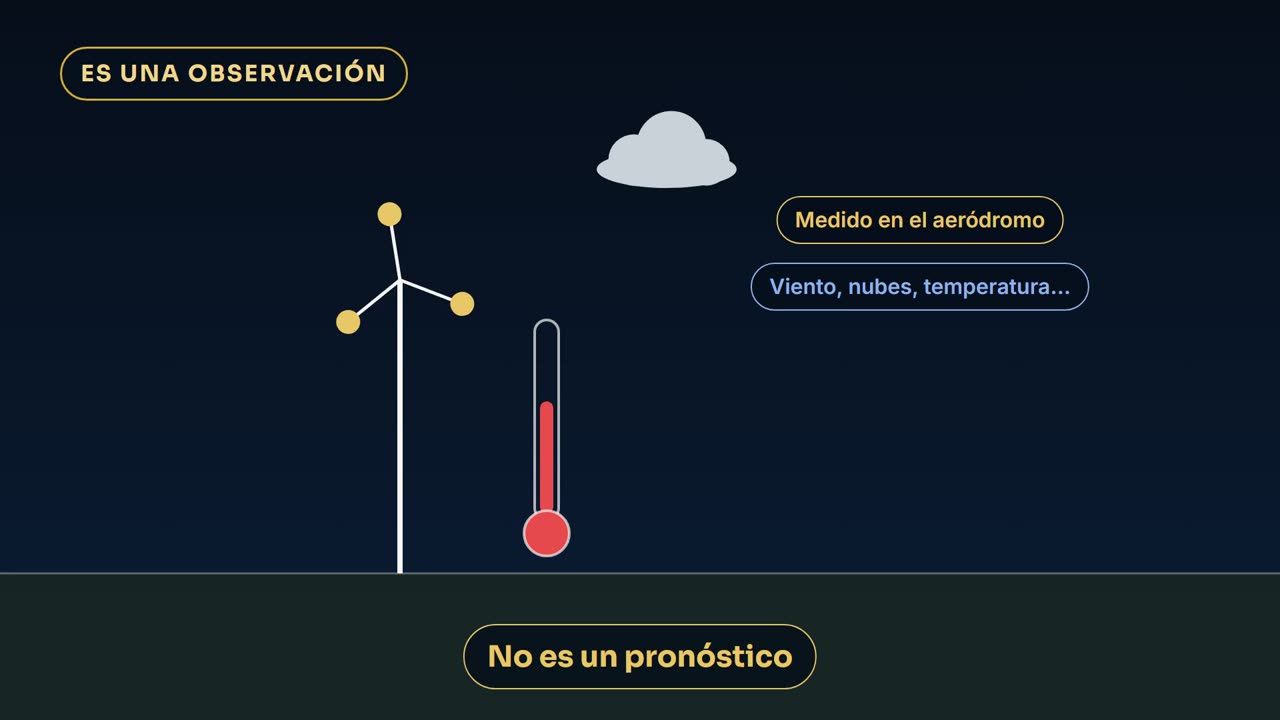 ES UNA OBSERVACIÓN
Medido en el aeródromo
Viento, nubes, temperatura...
No es un pronóstico